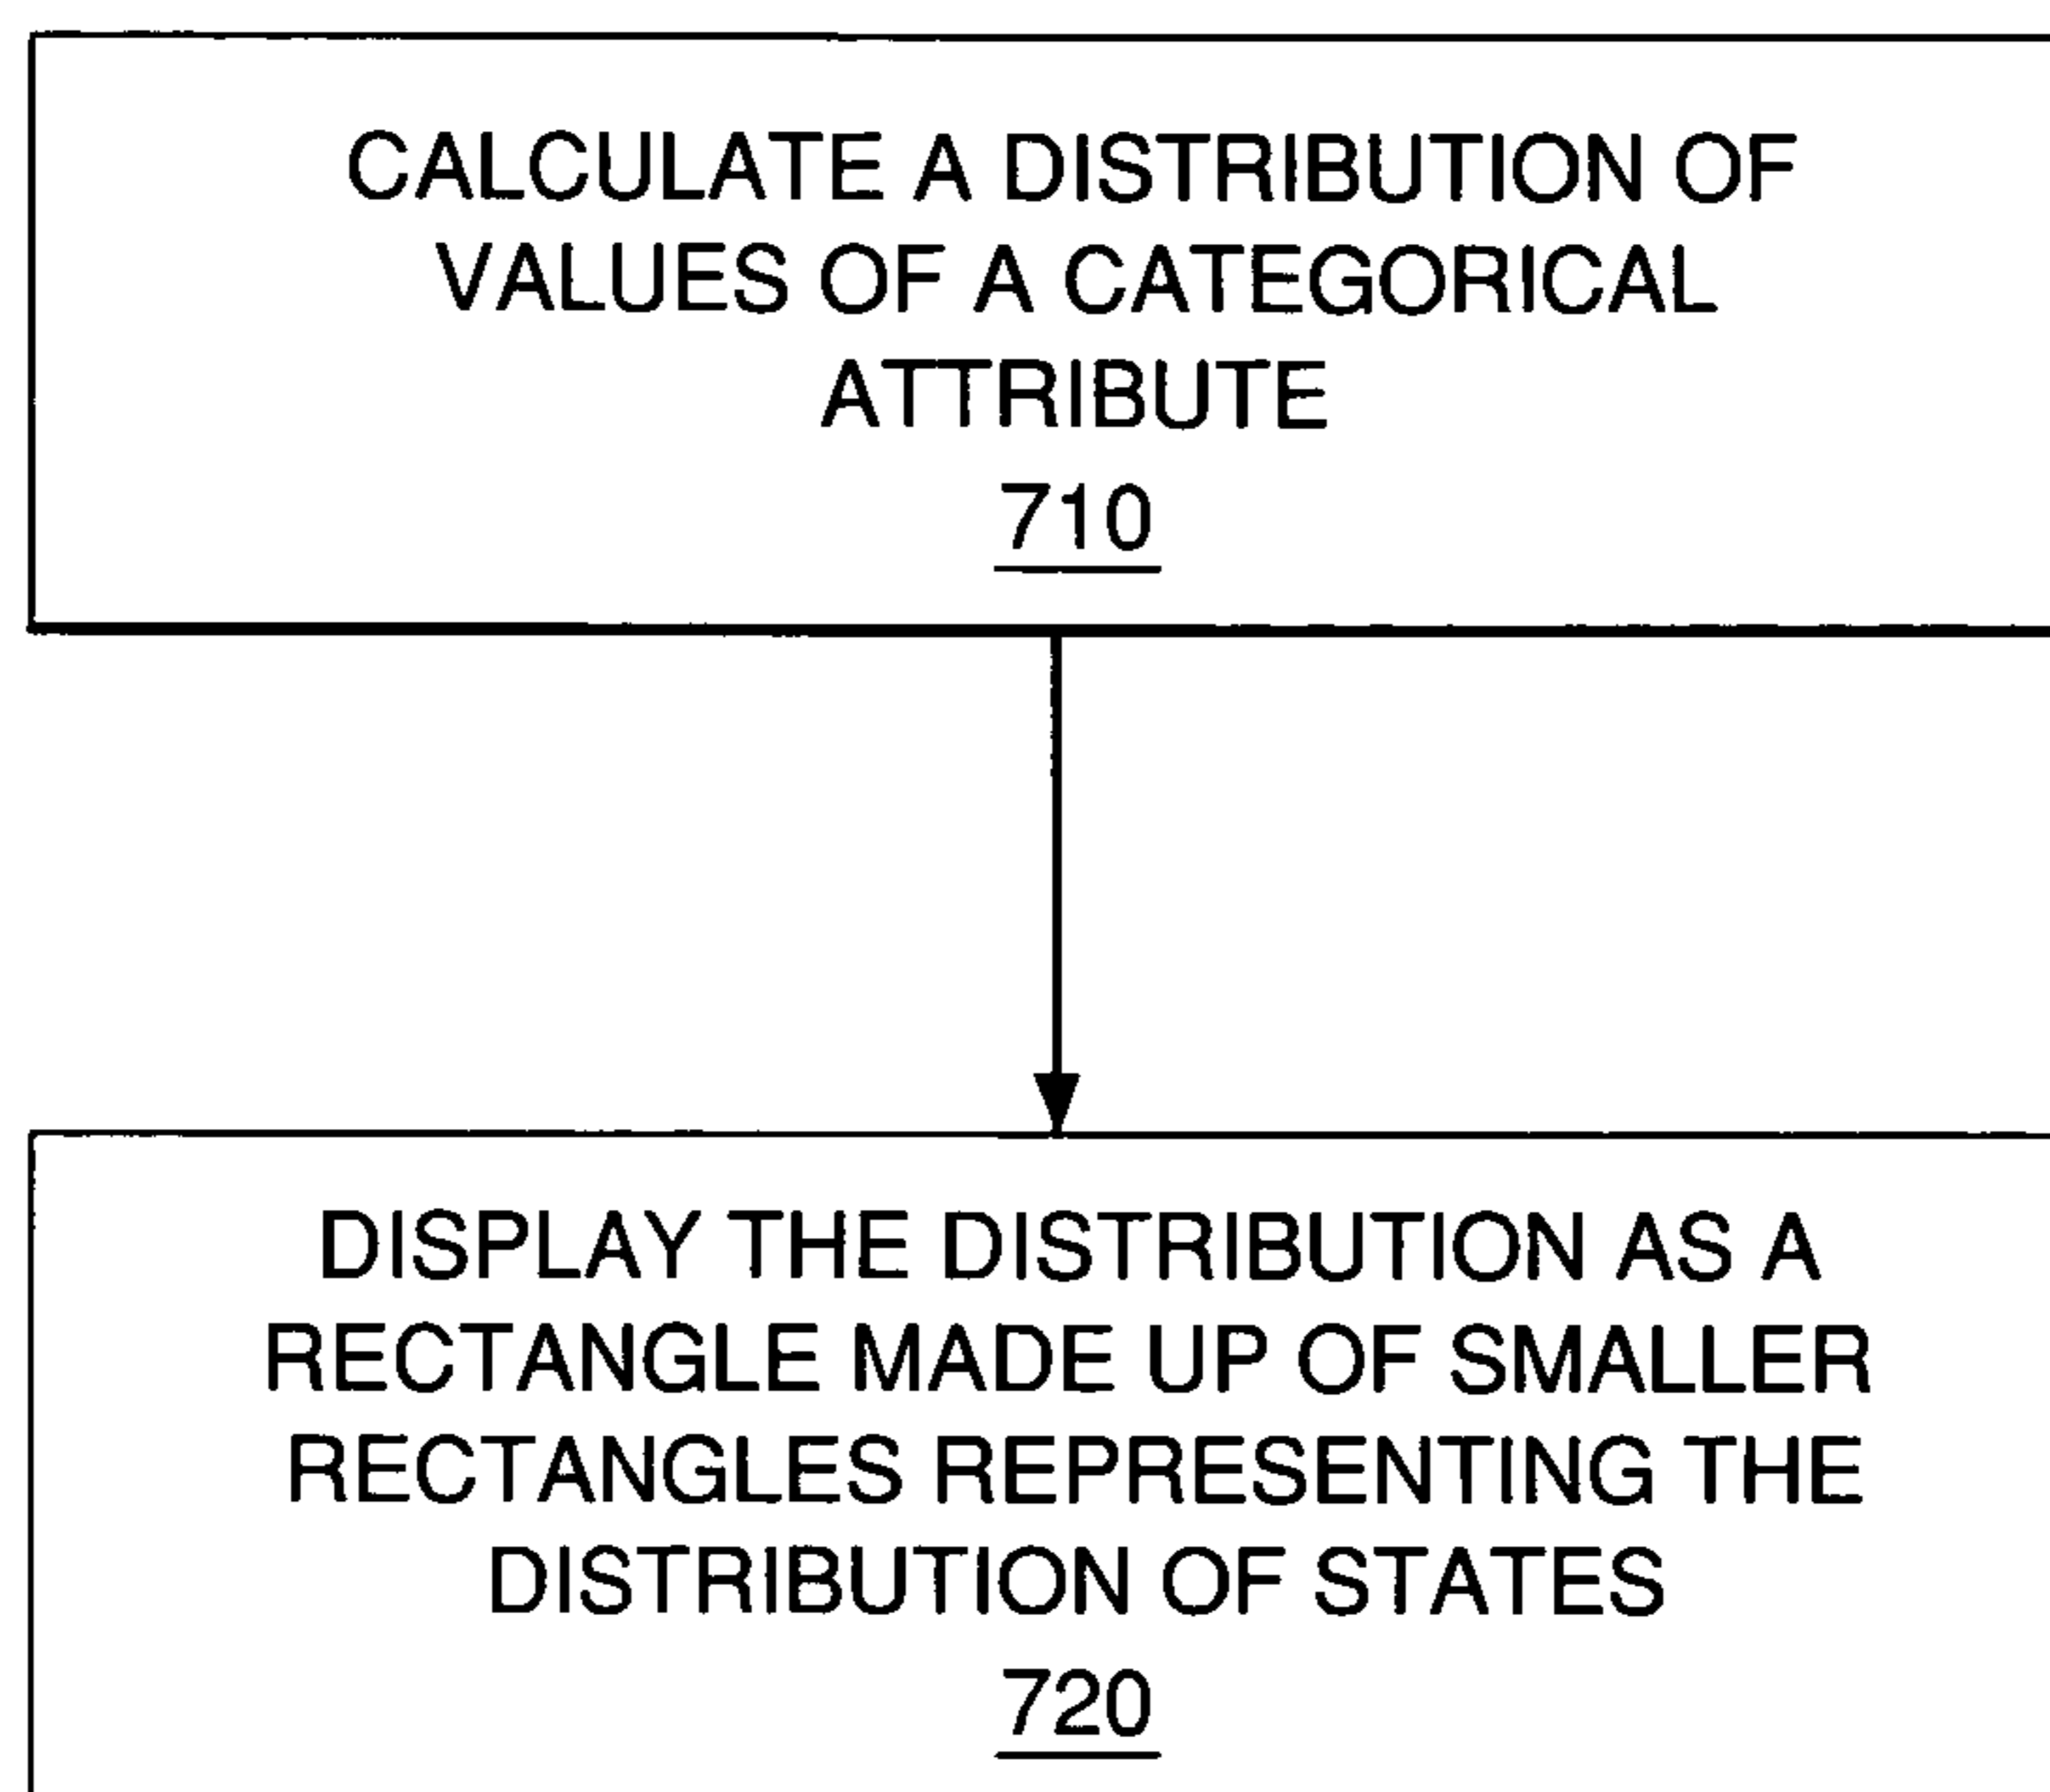 CALCULATE A DISTRIBUTION OF
VALUES OF A CATEGORICAL
ATTRIBUTE
710
DISPLAY THE DISTRIBUTION AS A
RECTANGLE MADE UP OF SMALLER
RECTANGLES REPRESENTING THE
DISTRIBUTION OF STATES
720